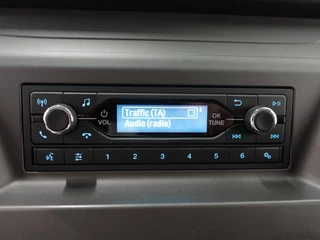 Traffic (TA)
Audio (radio)
VOL
OK
TUNE
1 2 3 4 5 6